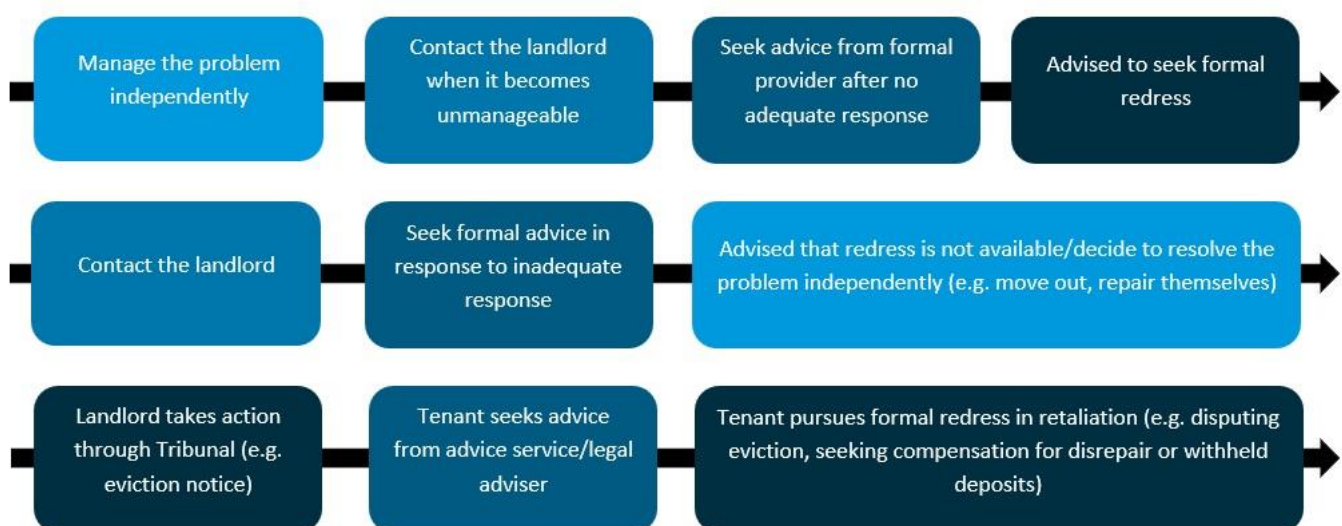 Manage the problem
independently
Contact the landlord
when it becomes
unmanageable
Seek advice from formal
provider after no
adequate response
Advised to seek formal
redress
Contact the landlord
Seek formal advice in
response to inadequate
response
Advised that redress is not available/decide to resolve the
problem independently (e.g. move out, repair themselves)
Landlord takes action
through Tribunal (e.g.
eviction notice)
Tenant seeks advice
from advice service/legal
adviser
Tenant pursues formal redress in retaliation (e.g. disputing
eviction, seeking compensation for disrepair or withheld
deposits)